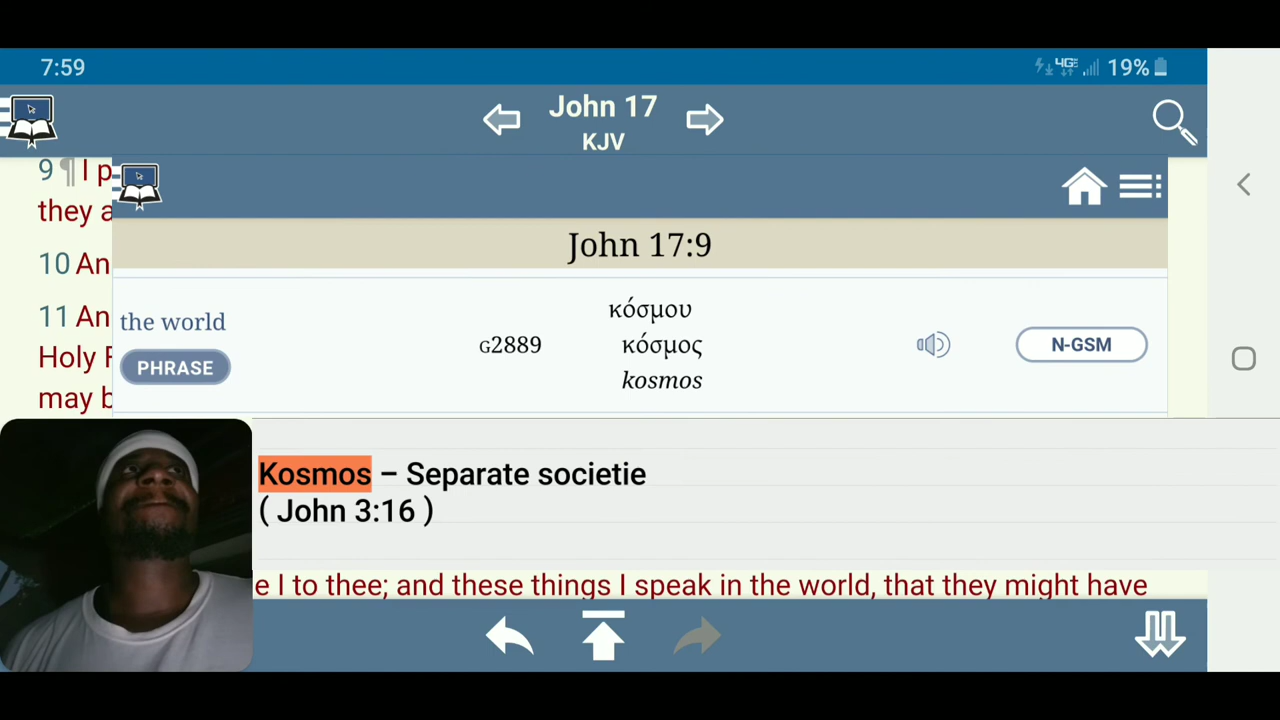 7:59
4GE
19%
John 17
KJV
9 ¶ I p
they a
10 An
11 An
Holy F
may b
John 17:9
the world
PHRASE
G2889
κόσμου
κόσμος
kosmos
N-GSM
Kosmos – Separate societie
( John 3:16 )
e I to thee; and these things I speak in the world, that they might have